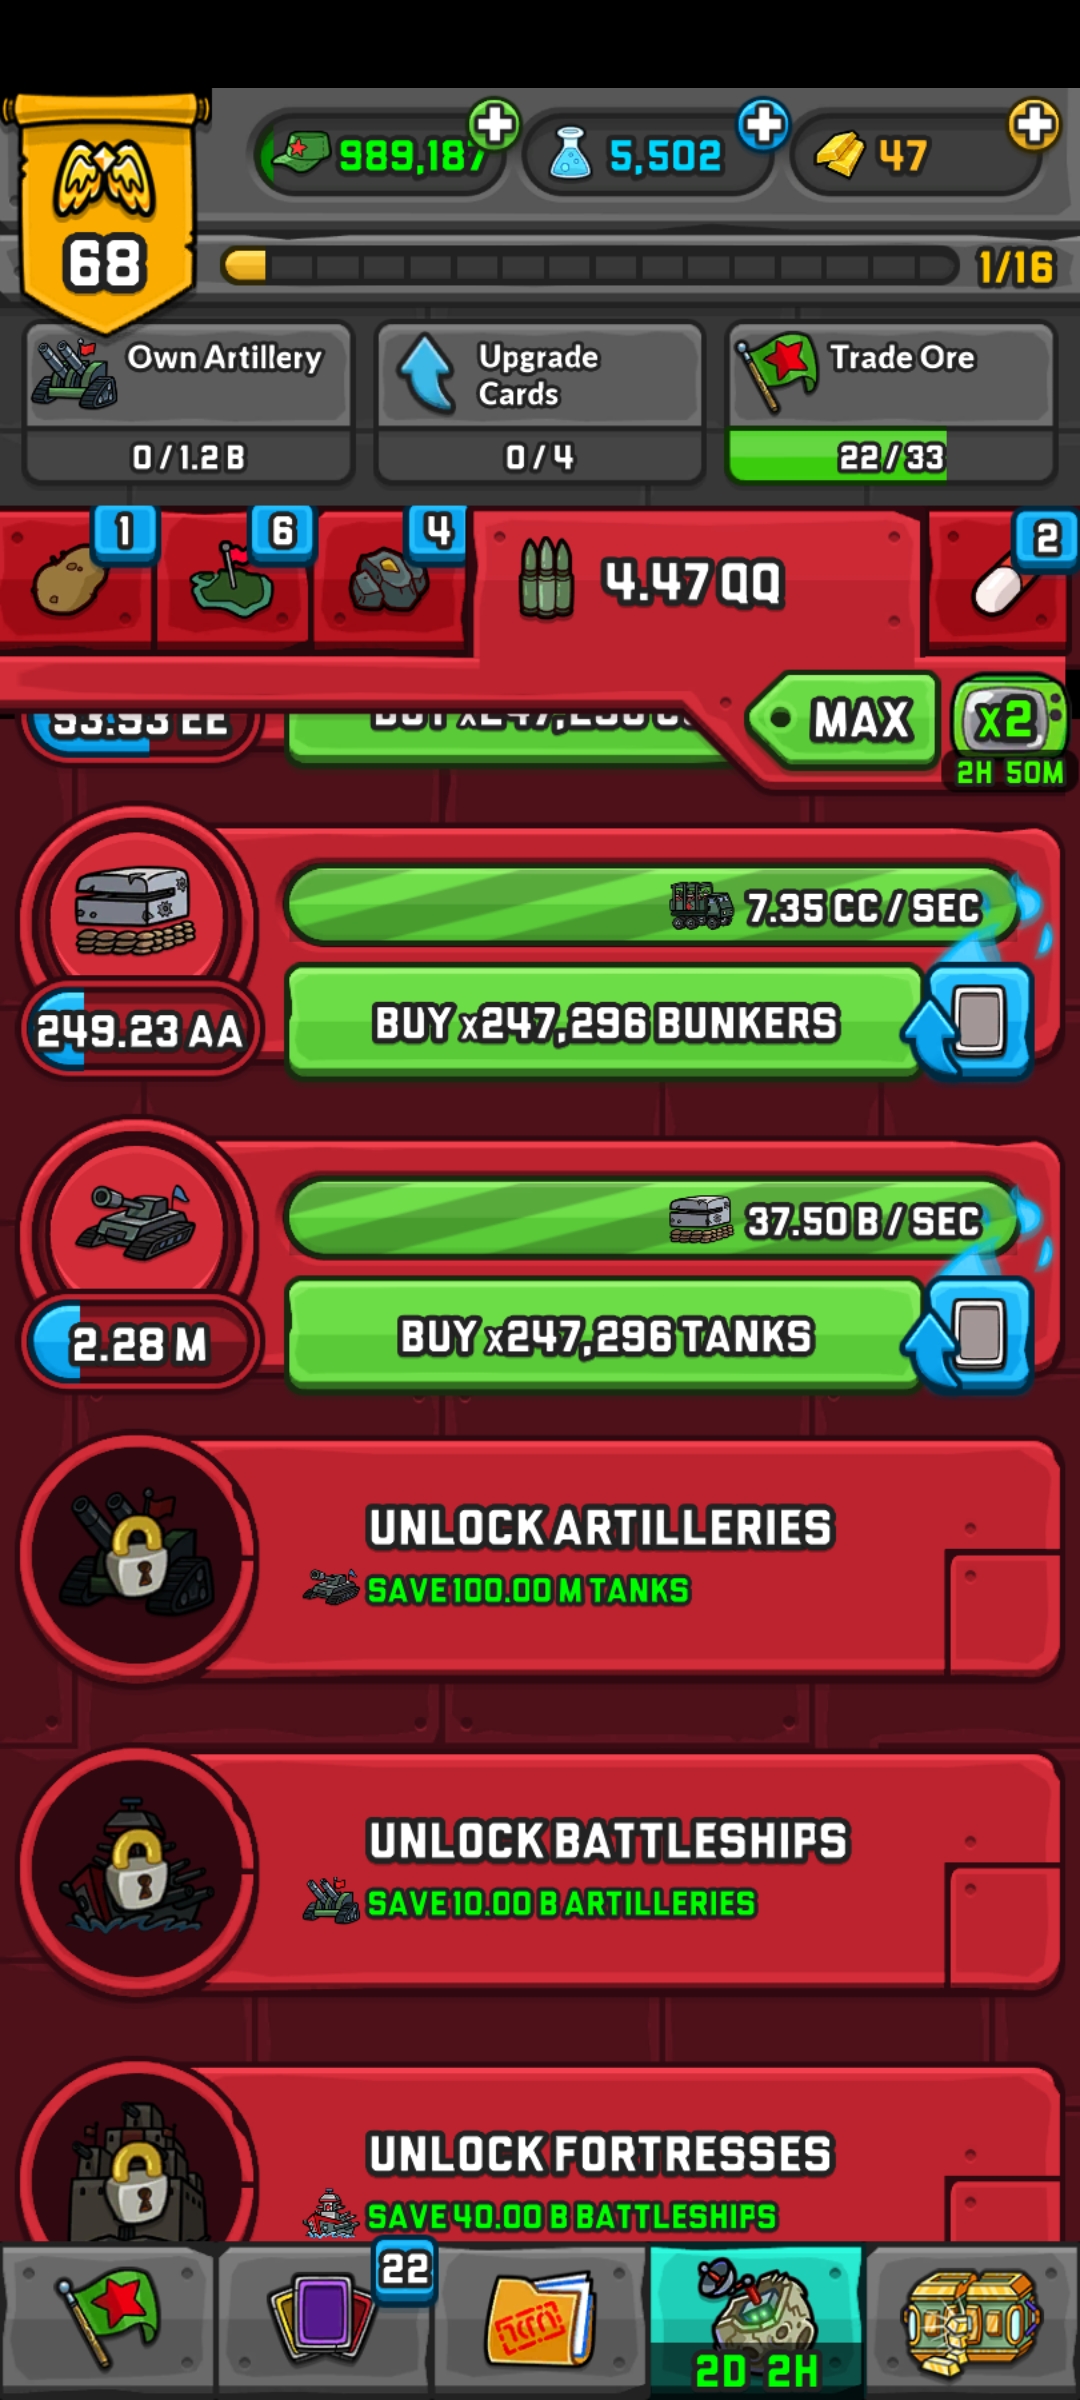 989,187
5,502
47
68
1/16
Own Artillery
0/1.2 B
Upgrade
Cards
0/4
Trade Ore
22/33
1
6
4
4.47 QQ
2
MAX
x2
2H 50M
53.93 EE
7.35 CC / SEC
249.23 AA
BUY x247,296 BUNKERS
37.50 B / SEC
2.28 M
BUY x247,296 TANKS
UNLOCK ARTILLERIES
SAVE 100.00 M TANKS
UNLOCK BATTLESHIPS
SAVE 10.00 B ARTILLERIES
UNLOCK FORTRESSES
SAVE 40.00 B BATTLESHIPS
22
2D 2H